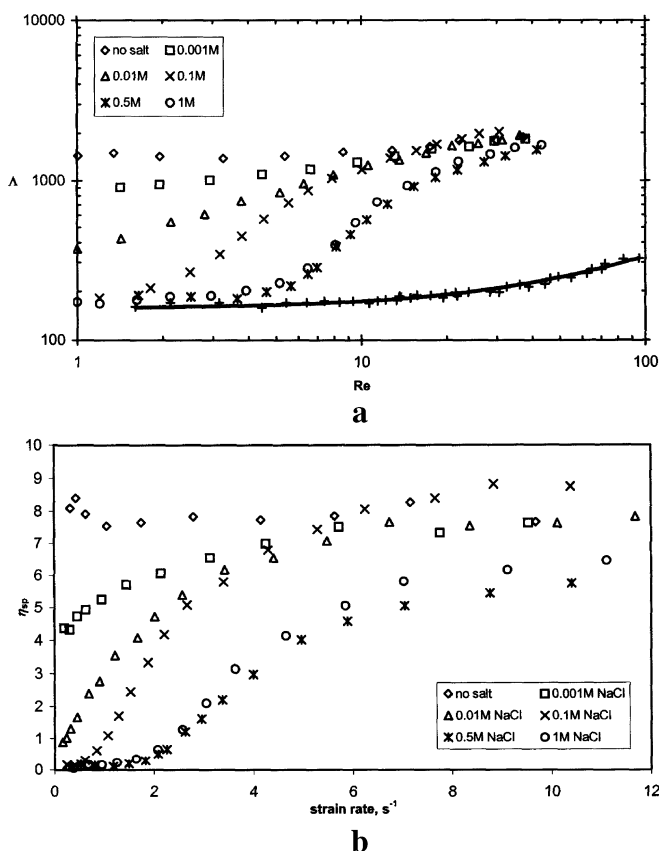 10000
◇ no salt □ 0.001M
△ 0.01M × 0.1M
ж 0.5M ○ 1M
Λ 1000
100
1 10 100
Re
a
10
9
8
7
6
η_sp 5
4
3
2
1
0
◇ no salt □ 0.001M NaCl
△ 0.01M NaCl × 0.1M NaCl
ж 0.5M NaCl ○ 1M NaCl
0 2 4 6 8 10 12
strain rate, s⁻¹
b